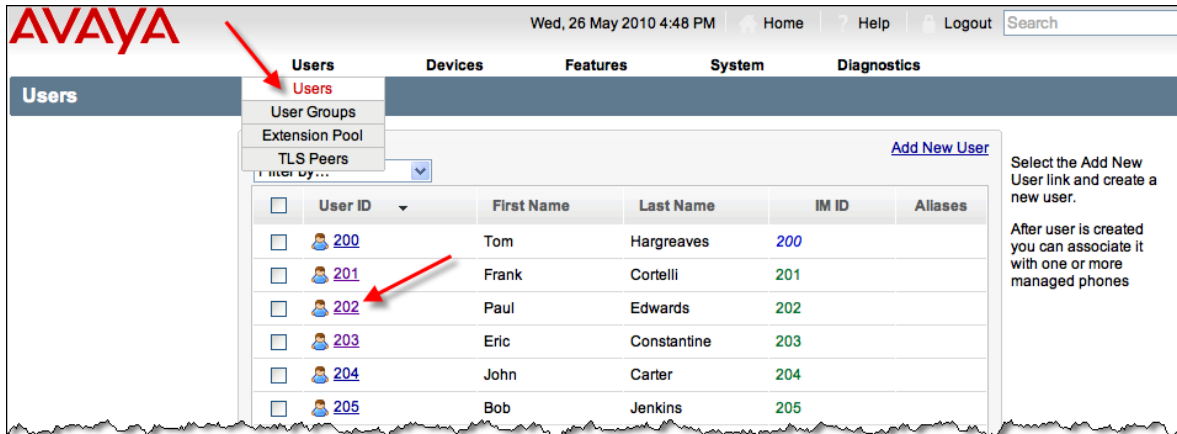 AVAYA
Wed, 26 May 2010 4:48 PM Home ? Help Logout Search
Users Devices Features System Diagnostics
Users
Users
User Groups
Extension Pool
TLS Peers
Filter by...
Add New User
User ID First Name Last Name IM ID Aliases
200 Tom Hargreaves 200
201 Frank Cortelli 201
202 Paul Edwards 202
203 Eric Constantine 203
204 John Carter 204
205 Bob Jenkins 205
Select the Add New
User link and create a
new user.
After user is created
you can associate it
with one or more
managed phones